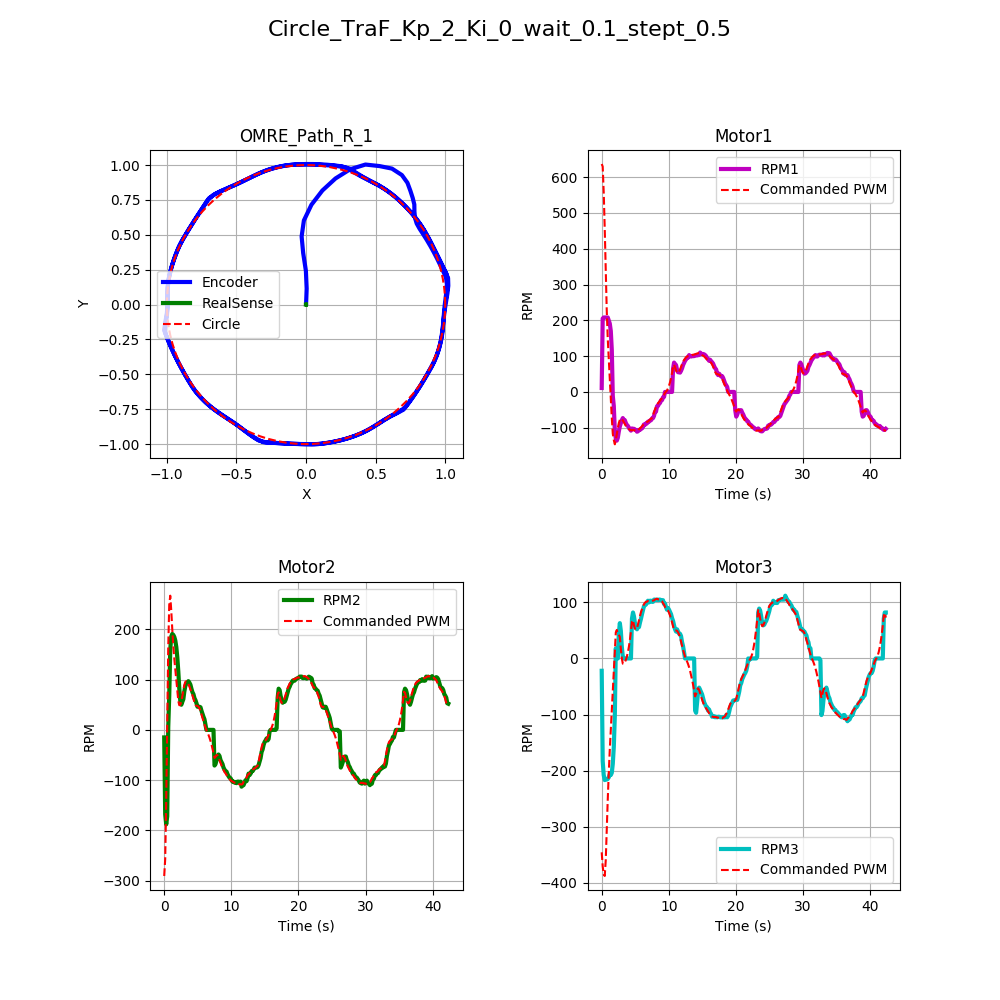 Circle_TraF_Kp_2_Ki_0_wait_0.1_stept_0.5
OMRE_Path_R_1
1.00
0.75
0.50
0.25
0.00
−0.25
−0.50
−0.75
−1.00
Y
Encoder
RealSense
Circle
−1.0 −0.5 0.0 0.5 1.0
X
Motor1
600
500
400
300
200
100
0
−100
RPM
RPM1
Commanded PWM
0 10 20 30 40
Time (s)
Motor2
200
100
0
−100
−200
−300
RPM
RPM2
Commanded PWM
0 10 20 30 40
Time (s)
Motor3
100
0
−100
−200
−300
−400
RPM
RPM3
Commanded PWM
0 10 20 30 40
Time (s)